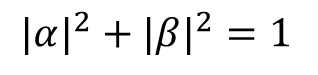 |α|² + |β|² = 1